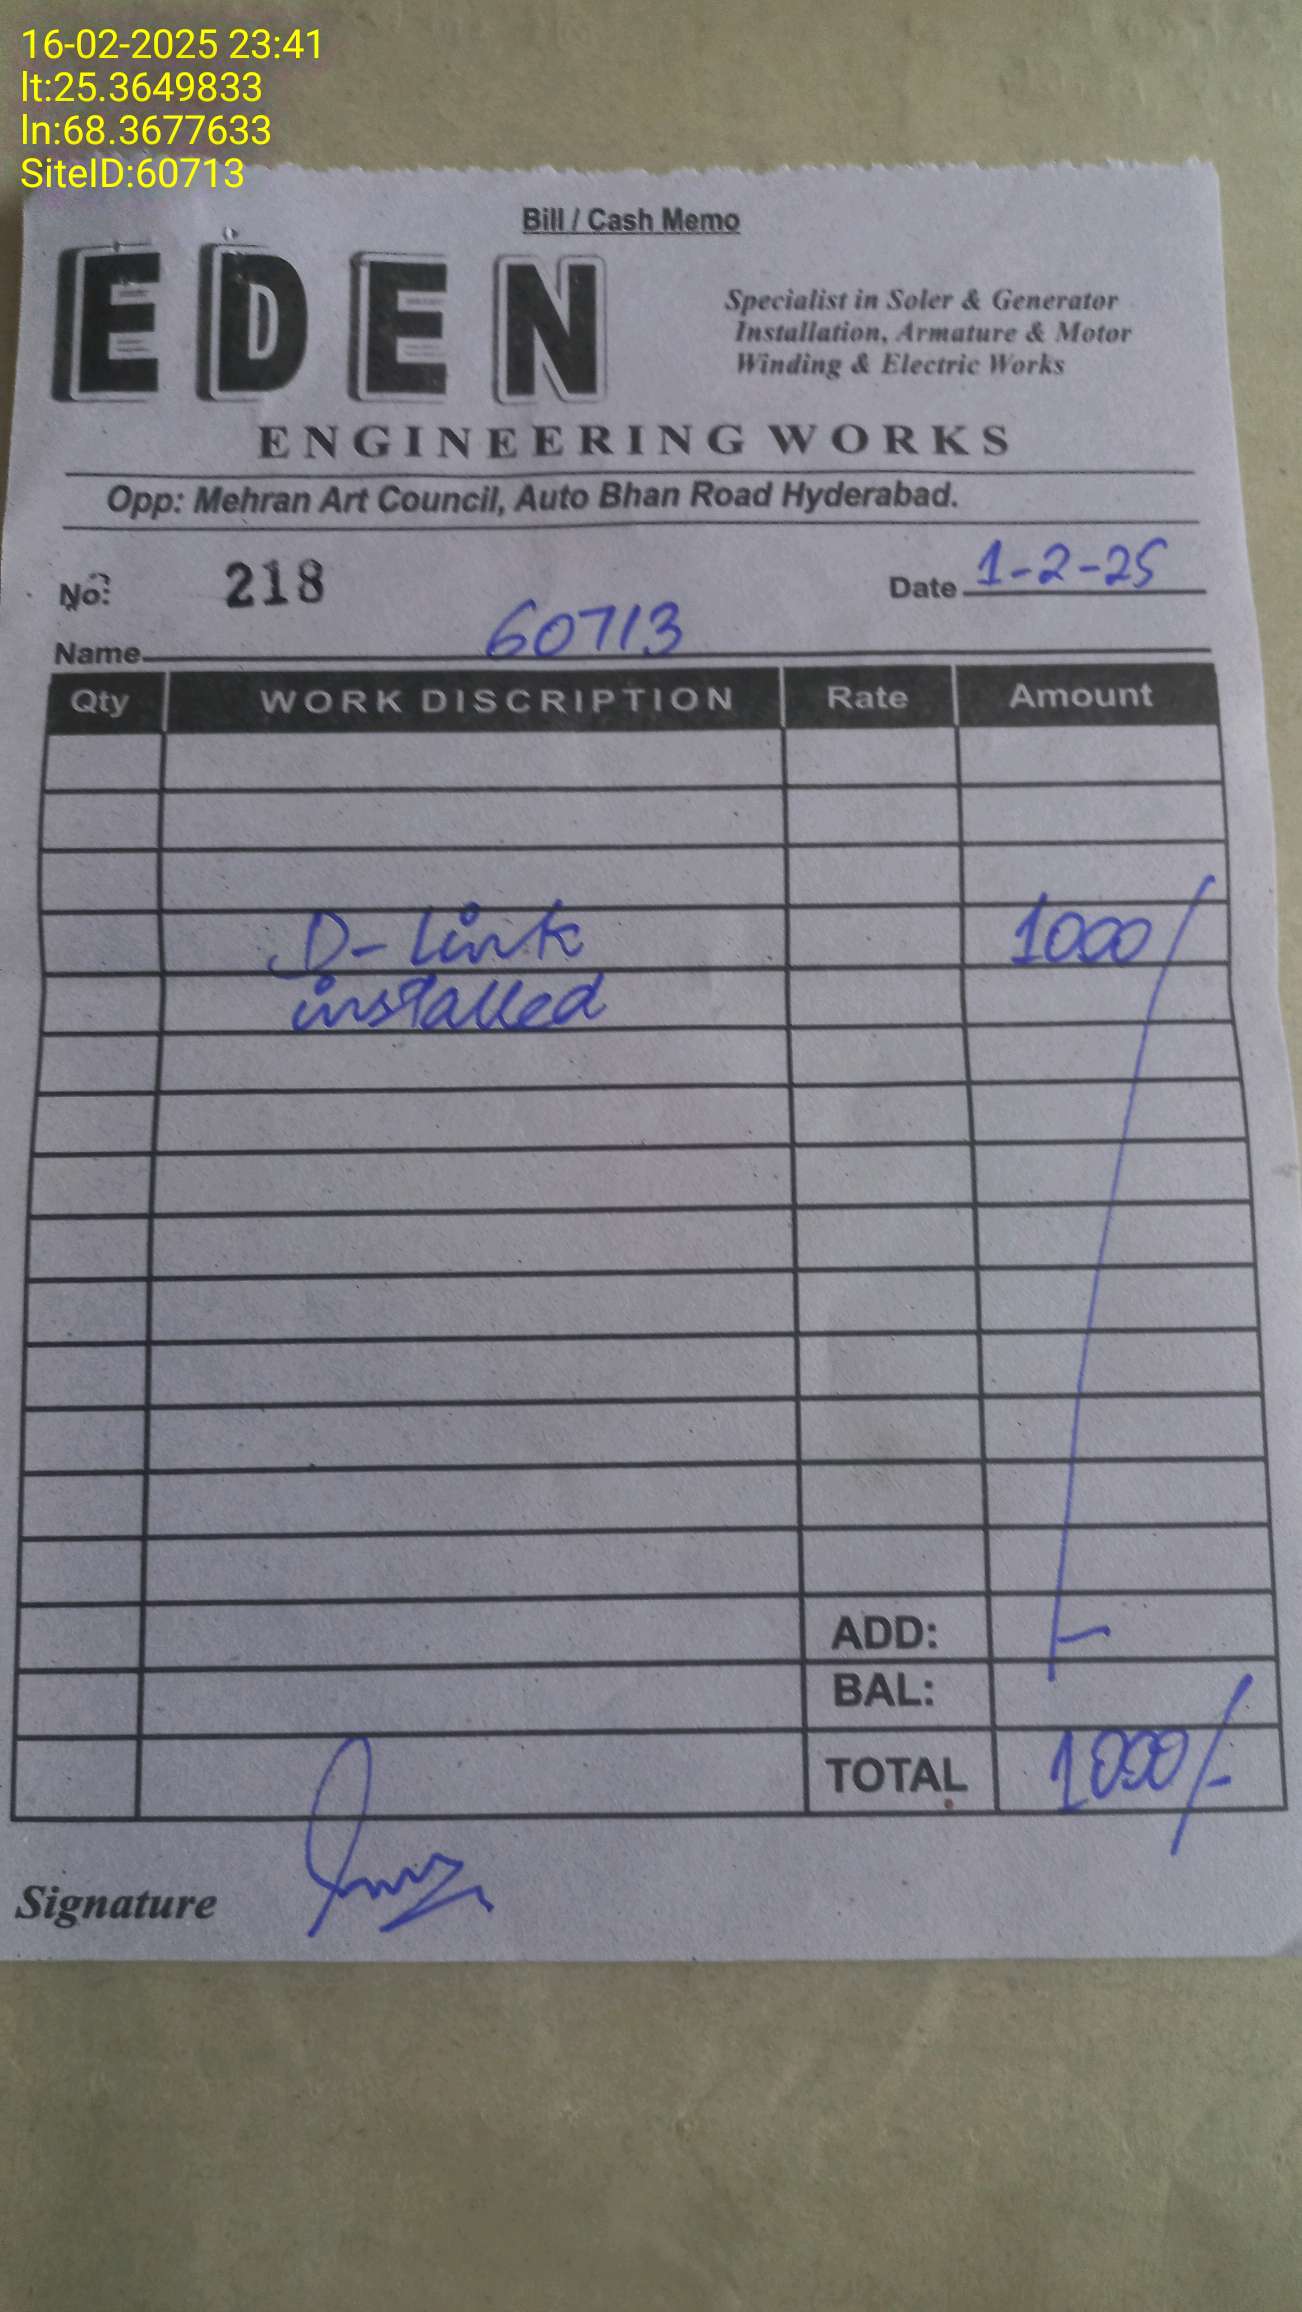 16-02-2025 23:41
lt:25.3649833
ln:68.3677633
SiteID:60713
Bill / Cash Memo
EDEN
Specialist in Soler & Generator
Installation, Armature & Motor
Winding & Electric Works
ENGINEERING WORKS
Opp: Mehran Art Council, Auto Bhan Road Hyderabad.
No: 218 Date 1-2-25
Name 60713
Qty WORK DISCRIPTION Rate Amount
D-Link 1000/
installed
ADD: -
BAL:
TOTAL 1000/-
Signature